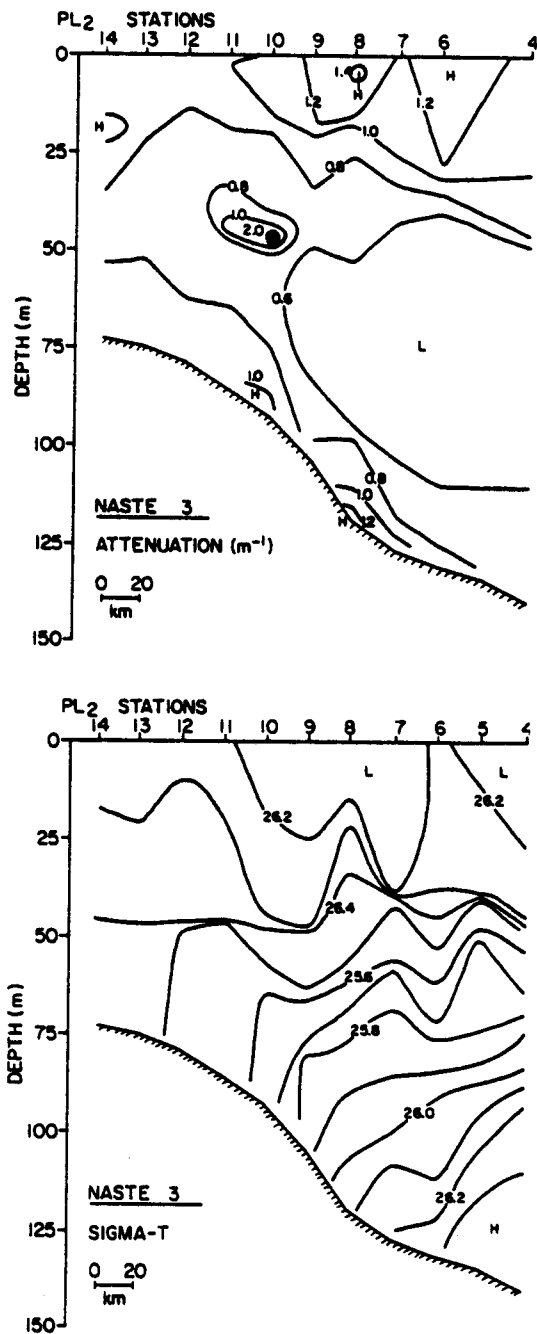 PL2 STATIONS
14 13 12 11 10 9 8 7 6 4
0
25
50
75
100
125
150
DEPTH (m)
H
1.4
H
H
1.2
1.2
1.0
H
0.8
0.8
1.0
2.0
0.6
L
1.0
H
0.8
1.0
H
1.2
NASTE 3
ATTENUATION (m⁻¹)
0 20
km
PL2 STATIONS
14 13 12 11 10 9 8 7 6 5 4
0
25
50
75
100
125
150
DEPTH (m)
L
L
26.2
26.2
26.4
25.6
25.8
26.0
26.2
H
NASTE 3
SIGMA-T
0 20
km